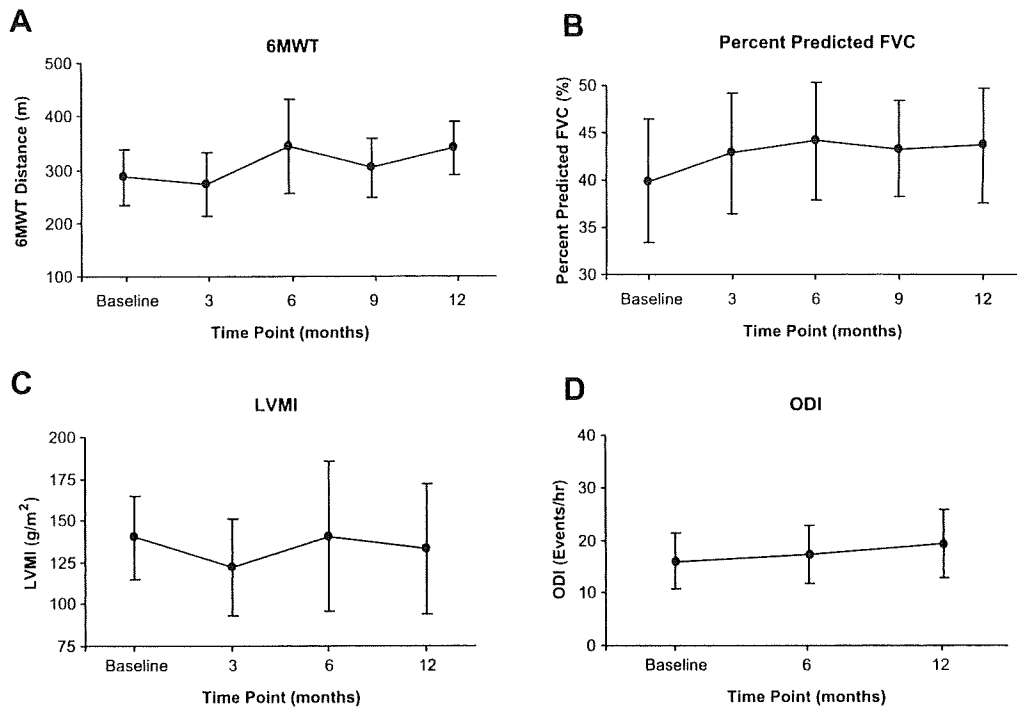 A
6MWT
6MWT Distance (m)
500
400
300
200
100
Baseline 3 6 9 12
Time Point (months)
B
Percent Predicted FVC
Percent Predicted FVC (%)
50
45
40
35
30
Baseline 3 6 9 12
Time Point (months)
C
LVMI
LVMI (g/m²)
200
175
150
125
100
75
Baseline 3 6 12
Time Point (months)
D
ODI
ODI (Events/hr)
40
30
20
10
0
Baseline 6 12
Time Point (months)